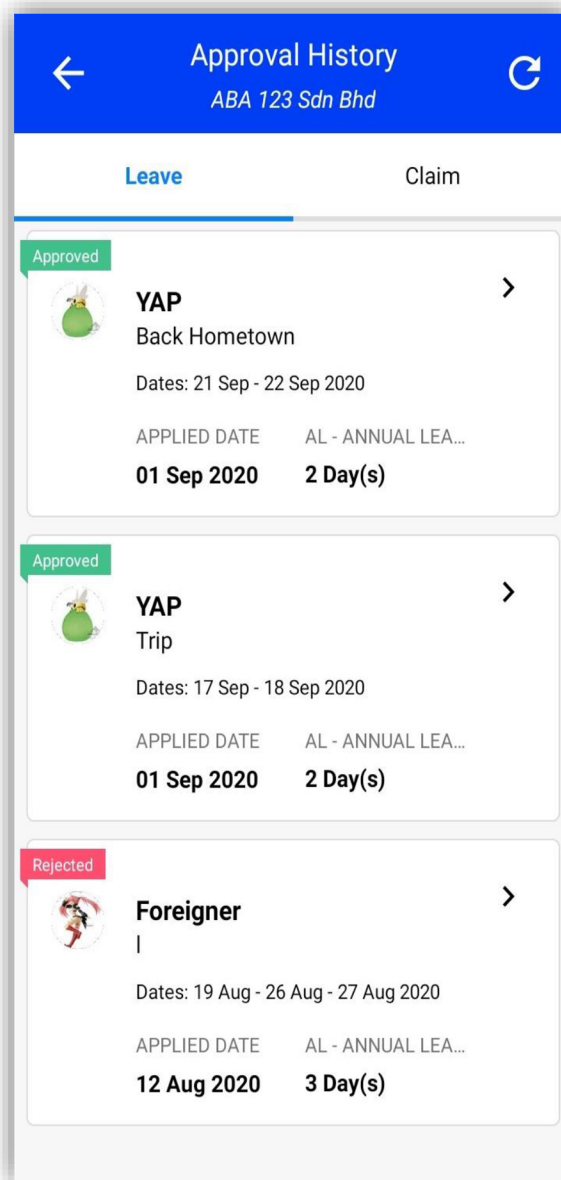 Approval History
ABA 123 Sdn Bhd
Leave Claim
Approved
YAP
Back Hometown
Dates: 21 Sep - 22 Sep 2020
APPLIED DATE AL - ANNUAL LEA...
01 Sep 2020 2 Day(s)
Approved
YAP
Trip
Dates: 17 Sep - 18 Sep 2020
APPLIED DATE AL - ANNUAL LEA...
01 Sep 2020 2 Day(s)
Rejected
Foreigner
l
Dates: 19 Aug - 26 Aug - 27 Aug 2020
APPLIED DATE AL - ANNUAL LEA...
12 Aug 2020 3 Day(s)